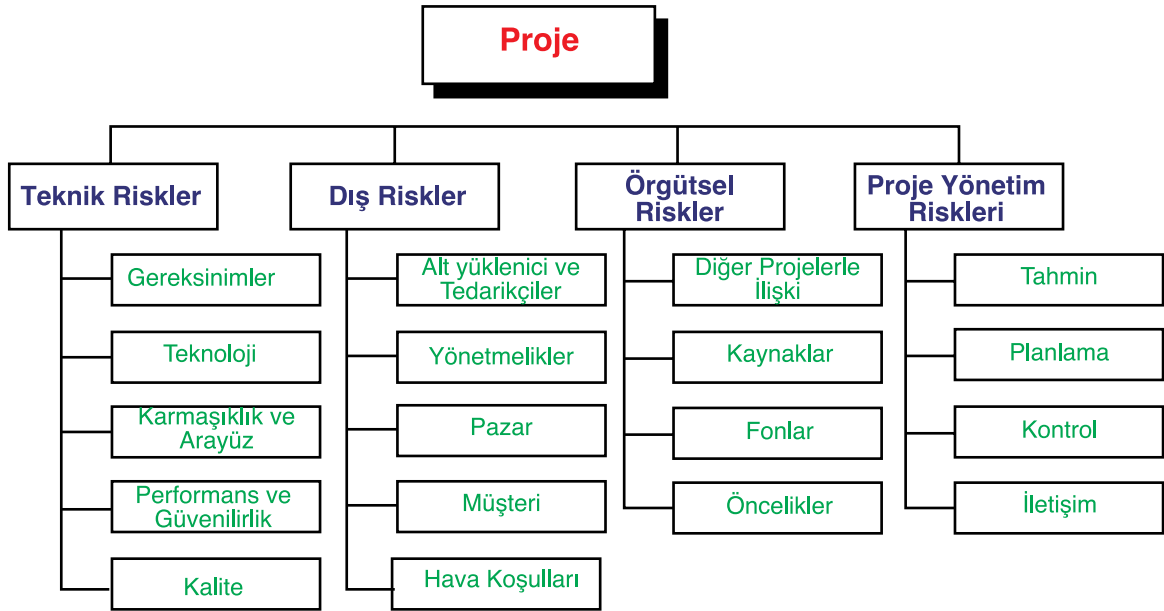 Proje
Teknik Riskler
Gereksinimler
Teknoloji
Karmaşıklık ve
Arayüz
Performans ve
Güvenilirlik
Kalite
Dış Riskler
Alt yüklenici ve
Tedarikçiler
Yönetmelikler
Pazar
Müşteri
Hava Koşulları
Örgütsel
Riskler
Diğer Projelerle
İlişki
Kaynaklar
Fonlar
Öncelikler
Proje Yönetim
Riskleri
Tahmin
Planlama
Kontrol
İletişim